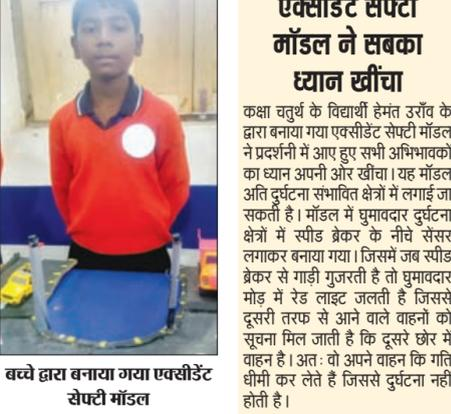 एक्सीडेंट सेफ्टी
मॉडल ने सबका
ध्यान खींचा
कक्षा चतुर्थ के विद्यार्थी हेमंत उराँव के
द्वारा बनाया गया एक्सीडेंट सेफ्टी मॉडल
ने प्रदर्शनी में आए हुए सभी अभिभावकों
का ध्यान अपनी ओर खींचा। यह मॉडल
अति दुर्घटना संभावित क्षेत्रों में लगाई जा
सकती है। मॉडल में घुमावदार दुर्घटना
क्षेत्रों में स्पीड ब्रेकर के नीचे सेंसर
लगाकर बनाया गया। जिसमें जब स्पीड
ब्रेकर से गाड़ी गुजरती है तो घुमावदार
मोड़ में रेड लाइट जलती है जिससे
दूसरी तरफ से आने वाले वाहनों को
सूचना मिल जाती है कि दूसरे छोर में
वाहन है। अतः वो अपने वाहन कि गति
धीमी कर लेते हैं जिससे दुर्घटना नहीं
होती है।
बच्चे द्वारा बनाया गया एक्सीडेंट
सेफ्टी मॉडल